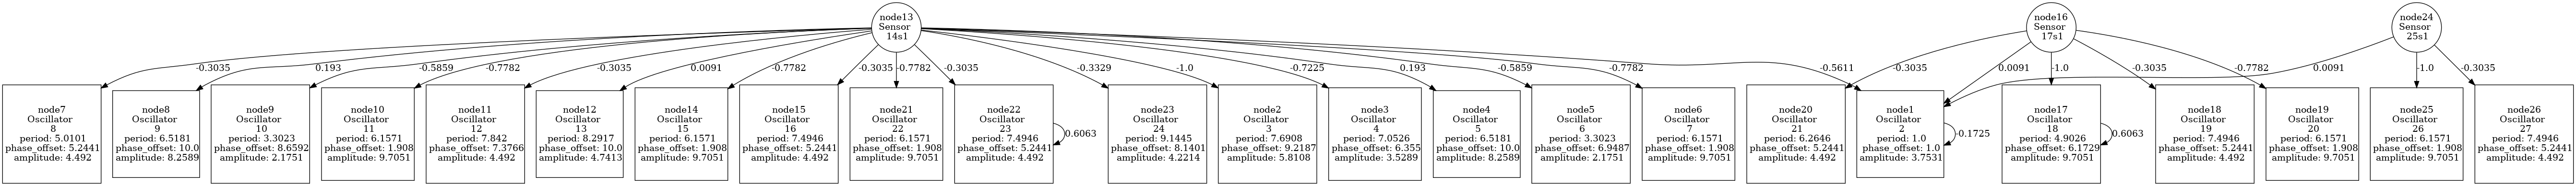 node13
Sensor
14s1
node16
Sensor
17s1
node24
Sensor
25s1
-0.3035
0.193
-0.5859
-0.7782
-0.3035
0.0091
-0.7782
-0.3035
-0.7782
-0.3035
-0.3329
-1.0
-0.7225
0.193
-0.5859
-0.7782
-0.5611
-0.3035
0.0091
-1.0
-0.3035
-0.7782
0.0091
-1.0
-0.3035
node7
Oscillator
8
period: 5.0101
phase_offset: 5.2441
amplitude: 4.492
node8
Oscillator
9
period: 6.5181
phase_offset: 10.0
amplitude: 8.2589
node9
Oscillator
10
period: 3.3023
phase_offset: 8.6592
amplitude: 2.1751
node10
Oscillator
11
period: 6.1571
phase_offset: 1.908
amplitude: 9.7051
node11
Oscillator
12
period: 7.842
phase_offset: 7.3766
amplitude: 4.492
node12
Oscillator
13
period: 8.2917
phase_offset: 10.0
amplitude: 4.7413
node14
Oscillator
15
period: 6.1571
phase_offset: 1.908
amplitude: 9.7051
node15
Oscillator
16
period: 7.4946
phase_offset: 5.2441
amplitude: 4.492
node21
Oscillator
22
period: 6.1571
phase_offset: 1.908
amplitude: 9.7051
node22
Oscillator
23
period: 7.4946
phase_offset: 5.2441
amplitude: 4.492
0.6063
node23
Oscillator
24
period: 9.1445
phase_offset: 8.1401
amplitude: 4.2214
node2
Oscillator
3
period: 7.6908
phase_offset: 9.2187
amplitude: 5.8108
node3
Oscillator
4
period: 7.0526
phase_offset: 6.355
amplitude: 3.5289
node4
Oscillator
5
period: 6.5181
phase_offset: 10.0
amplitude: 8.2589
node5
Oscillator
6
period: 3.3023
phase_offset: 6.9487
amplitude: 2.1751
node6
Oscillator
7
period: 6.1571
phase_offset: 1.908
amplitude: 9.7051
node20
Oscillator
21
period: 6.2646
phase_offset: 5.2441
amplitude: 4.492
node1
Oscillator
2
period: 1.0
phase_offset: 1.0
amplitude: 3.7531
-0.1725
node17
Oscillator
18
period: 4.9026
phase_offset: 6.1729
amplitude: 9.7051
0.6063
node18
Oscillator
19
period: 7.4946
phase_offset: 5.2441
amplitude: 4.492
node19
Oscillator
20
period: 6.1571
phase_offset: 1.908
amplitude: 9.7051
node25
Oscillator
26
period: 6.1571
phase_offset: 1.908
amplitude: 9.7051
node26
Oscillator
27
period: 7.4946
phase_offset: 5.2441
amplitude: 4.492